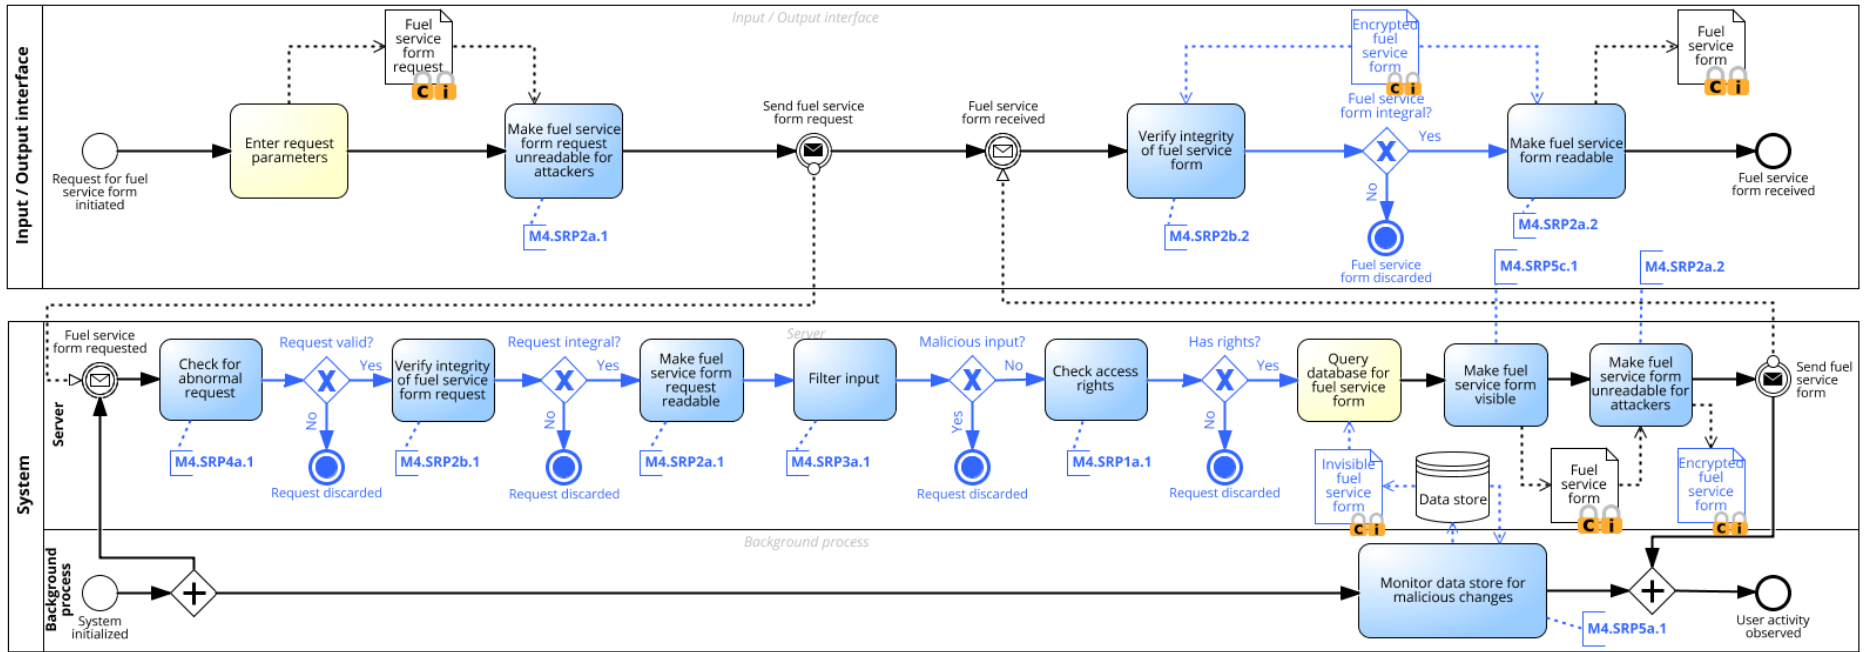 Input / Output interface
Input / Output interface
Fuel
service
form
request
C i
Encrypted
fuel
service
form
C i
Fuel
service
form
C i
Request for fuel
service form
initiated
Enter request
parameters
Make fuel service
form request
unreadable for
attackers
M4.SRP2a.1
Send fuel service
form request
Fuel service
form received
Verify integrity
of fuel service
form
M4.SRP2b.2
Fuel service
form integral?
Yes
No
Fuel service
form discarded
Make fuel service
form readable
M4.SRP2a.2
Fuel service
form received
M4.SRP5c.1
M4.SRP2a.2
System
Server
Server
Fuel service
form requested
Check for
abnormal
request
M4.SRP4a.1
Request valid?
Yes
No
Request discarded
Verify integrity
of fuel service
form request
M4.SRP2b.1
Request integral?
Yes
No
Request discarded
Make fuel
service form
request
readable
M4.SRP2a.1
Filter input
M4.SRP3a.1
Malicious input?
No
Yes
Request discarded
Check access
rights
M4.SRP1a.1
Has rights?
Yes
No
Request discarded
Query
database for
fuel service
form
Invisible
fuel
service
form
C i
Data store
Make fuel
service form
visible
Fuel
service
form
C i
Make fuel
service form
unreadable for
attackers
Encrypted
fuel
service
form
C i
Send fuel
service
form
Background
process
Background process
System
initialized
Monitor data store for
malicious changes
M4.SRP5a.1
User activity
observed